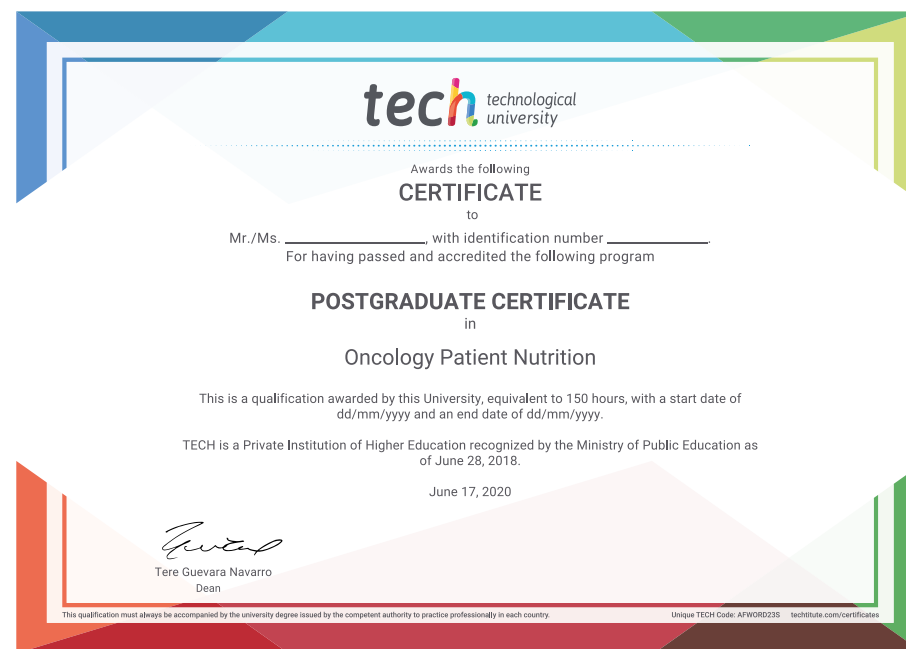 tech technological
university
Awards the following
CERTIFICATE
to
Mr./Ms. ____________________, with identification number ______________.
For having passed and accredited the following program
POSTGRADUATE CERTIFICATE
in
Oncology Patient Nutrition
This is a qualification awarded by this University, equivalent to 150 hours, with a start date of
dd/mm/yyyy and an end date of dd/mm/yyyy.
TECH is a Private Institution of Higher Education recognized by the Ministry of Public Education as
of June 28, 2018.
June 17, 2020
Tere Guevara Navarro
Dean
This qualification must always be accompanied by the university degree issued by the competent authority to practice professionally in each country. Unique TECH Code: AFWORD23S techtitute.com/certificates